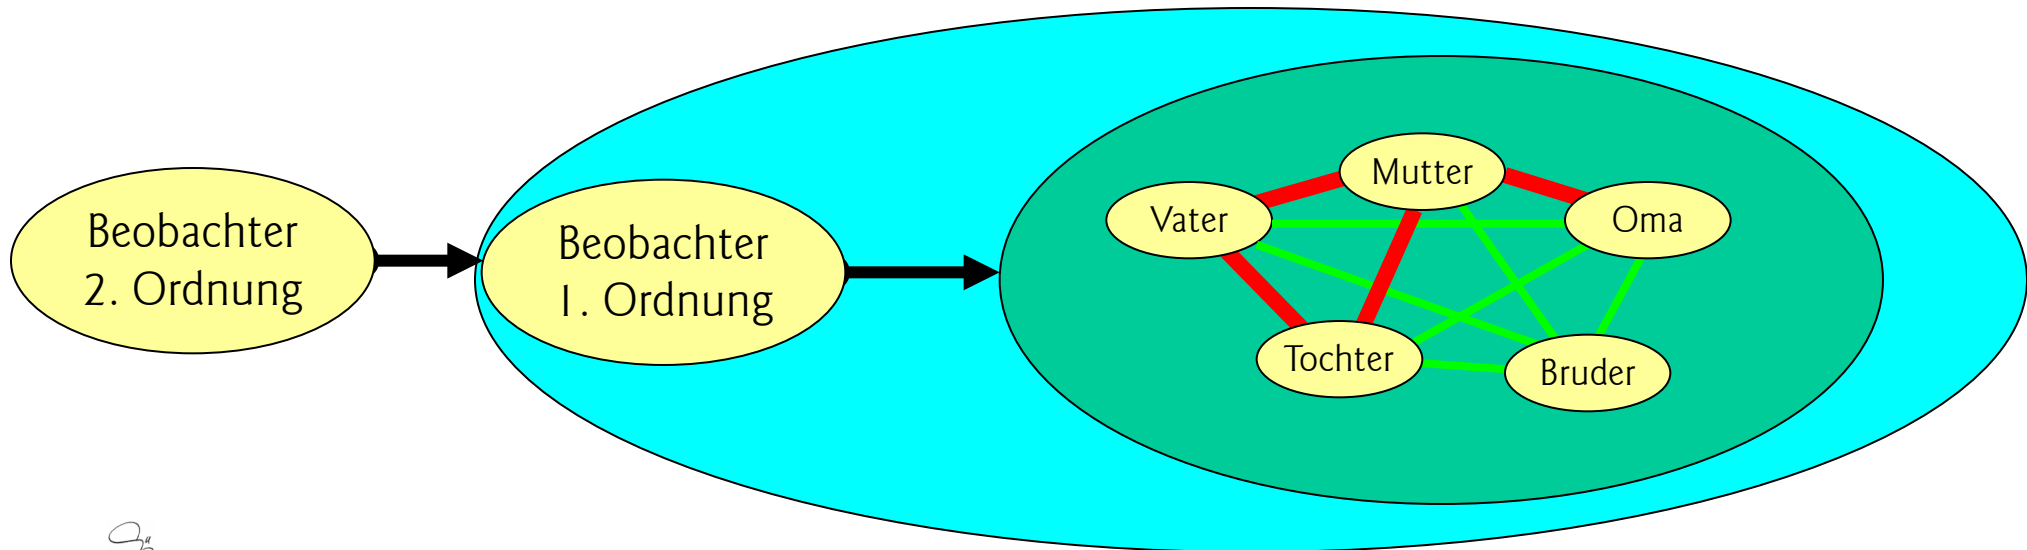 Beobachter
2. Ordnung
Beobachter
1. Ordnung
Mutter
Vater
Oma
Tochter
Bruder